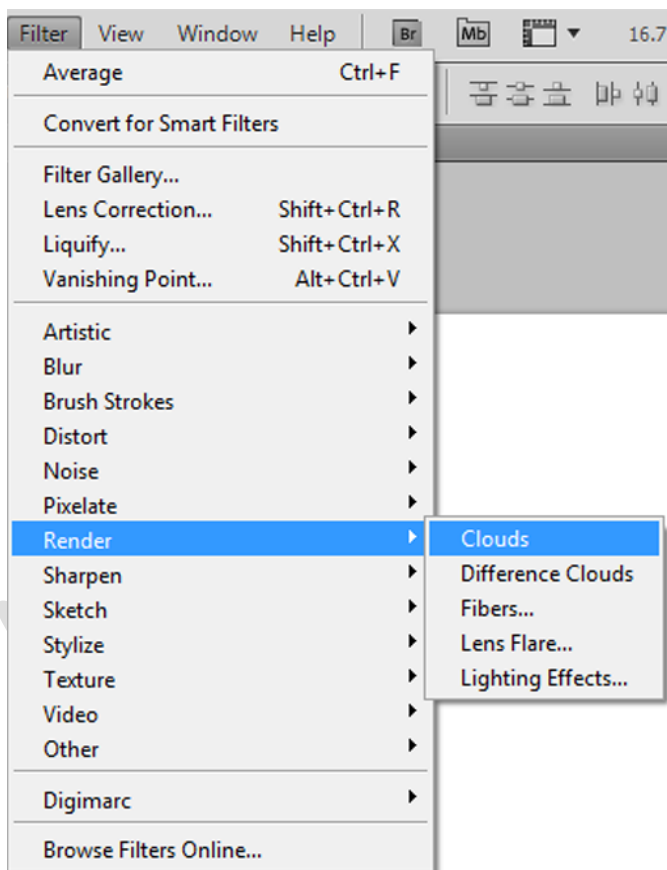 Filter View Window Help Br Mb 16.7
Average Ctrl+F
Convert for Smart Filters
Filter Gallery...
Lens Correction... Shift+Ctrl+R
Liquify... Shift+Ctrl+X
Vanishing Point... Alt+Ctrl+V
Artistic
Blur
Brush Strokes
Distort
Noise
Pixelate
Render
Clouds
Sharpen
Difference Clouds
Sketch
Fibers...
Stylize
Lens Flare...
Texture
Lighting Effects...
Video
Other
Digimarc
Browse Filters Online...